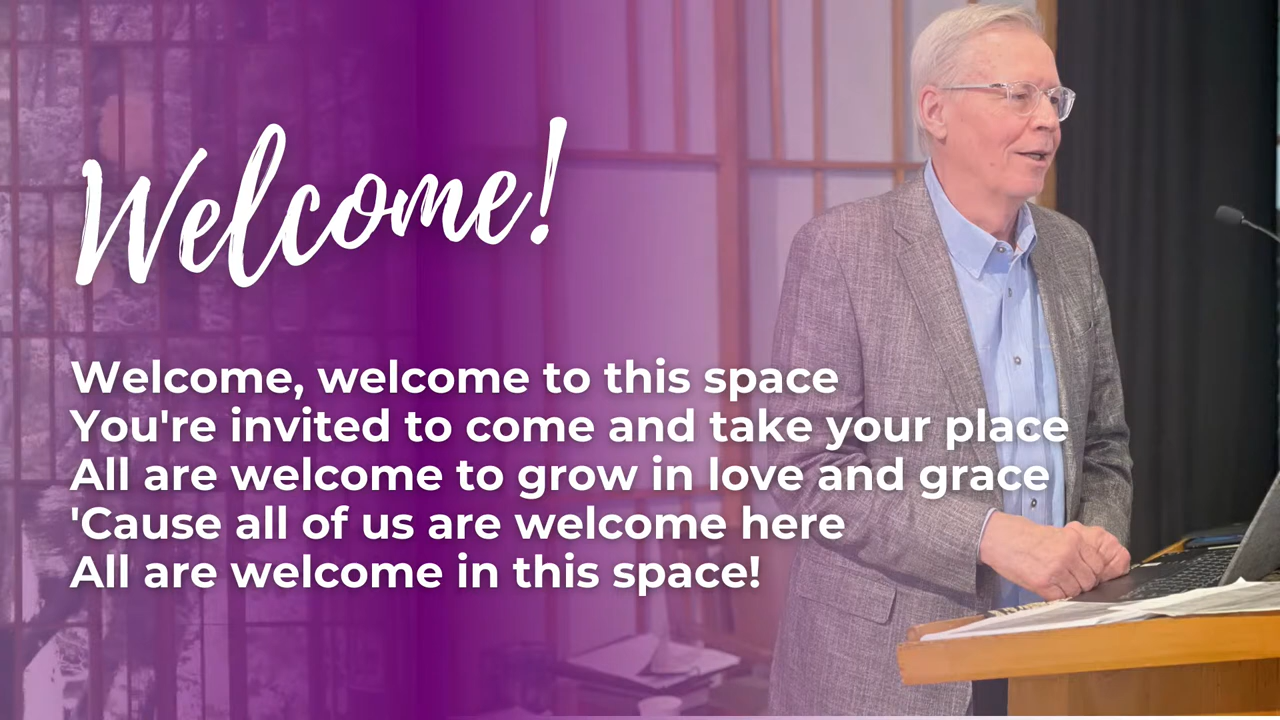 Welcome!
Welcome, welcome to this space
You're invited to come and take your place
All are welcome to grow in love and grace
'Cause all of us are welcome here
All are welcome in this space!